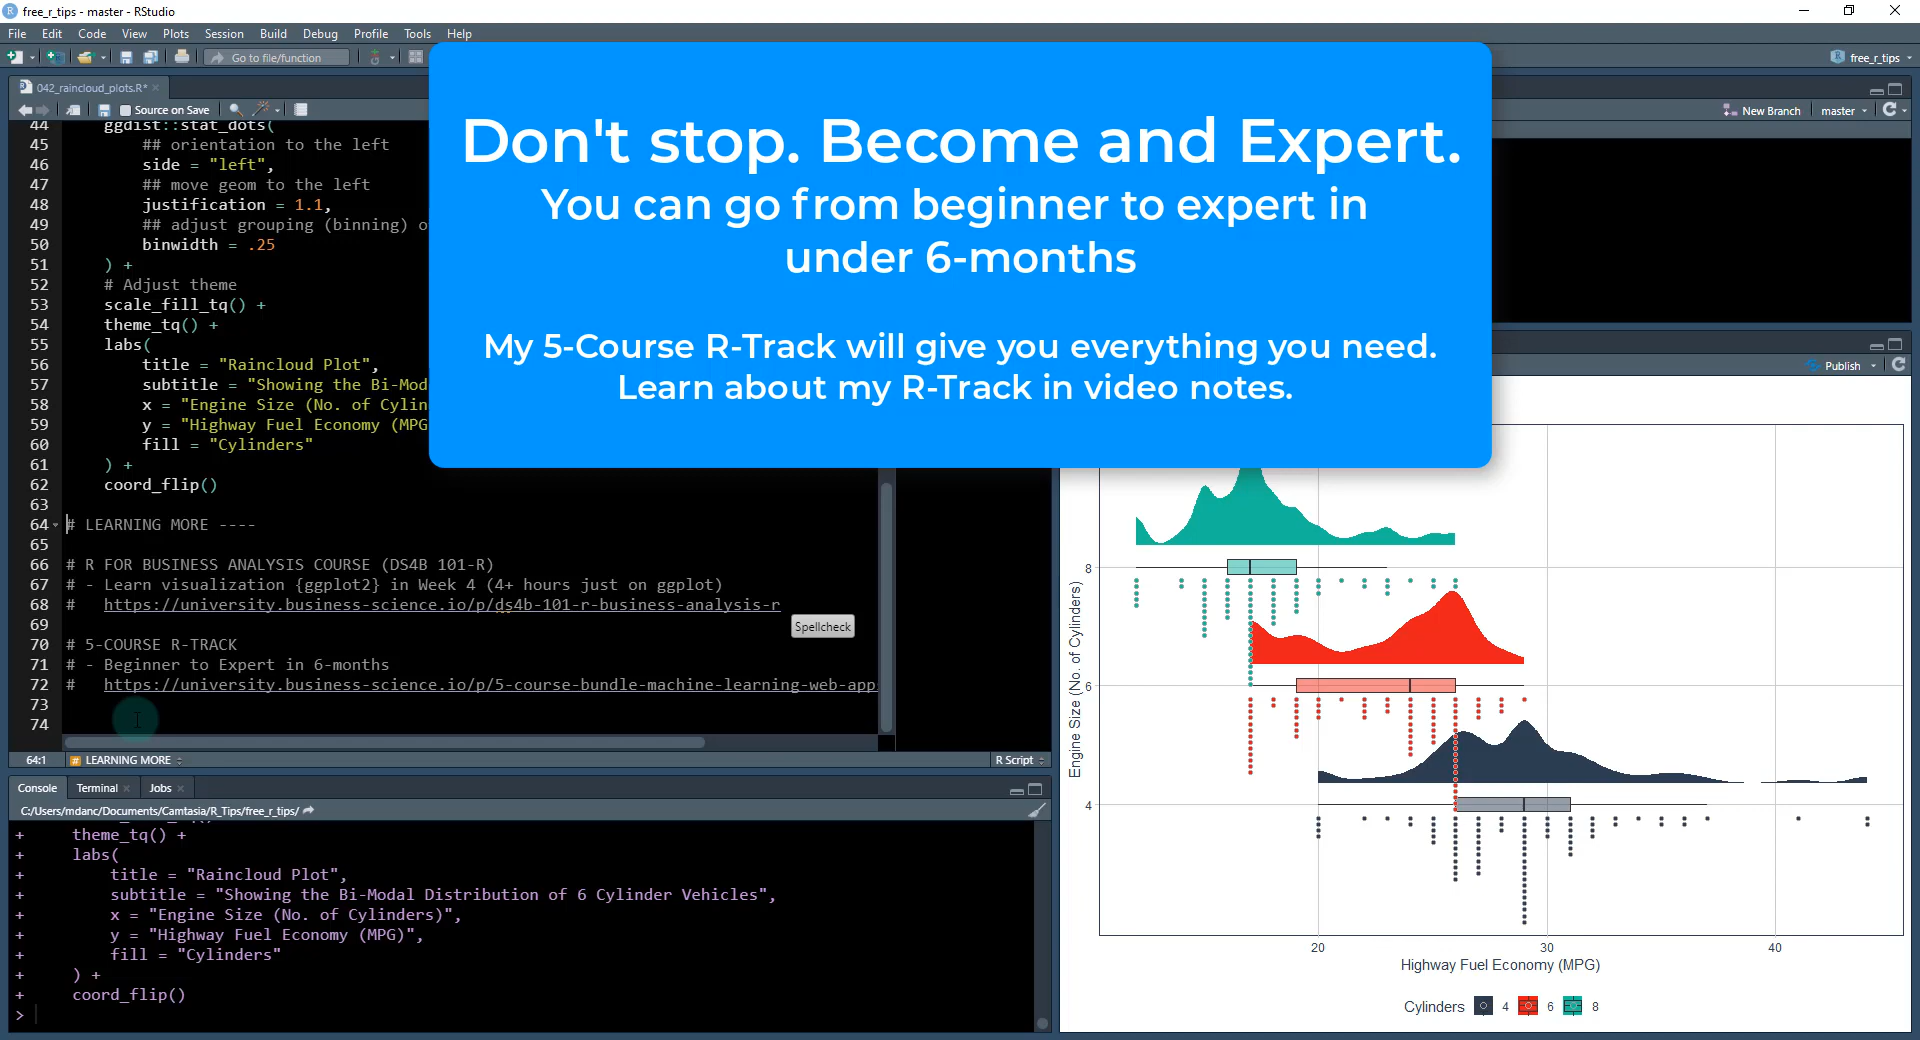 free_r_tips - master - RStudio
File Edit Code View Plots Session Build Debug Profile Tools Help
Go to file/function
free_r_tips
042_raincloud_plots.R*
Source on Save
Don't stop. Become and Expert.
You can go from beginner to expert in
under 6-months
My 5-Course R-Track will give you everything you need.
Learn about my R-Track in video notes.
44 ggdist::stat_dots(
45 ## orientation to the left
46 side = "left",
47 ## move geom to the left
48 justification = 1.1,
49 ## adjust grouping (binning) o
50 binwidth = .25
51 ) +
52 # Adjust theme
53 scale_fill_tq() +
54 theme_tq() +
55 labs(
56 title = "Raincloud Plot",
57 subtitle = "Showing the Bi-Mod
58 x = "Engine Size (No. of Cylin
59 y = "Highway Fuel Economy (MPG
60 fill = "Cylinders"
61 ) +
62 coord_flip()
63
64 # LEARNING MORE ----
65
66 # R FOR BUSINESS ANALYSIS COURSE (DS4B 101-R)
67 # - Learn visualization {ggplot2} in Week 4 (4+ hours just on ggplot)
68 # https://university.business-science.io/p/ds4b-101-r-business-analysis-r
69
Spellcheck
70 # 5-COURSE R-TRACK
71 # - Beginner to Expert in 6-months
72 # https://university.business-science.io/p/5-course-bundle-machine-learning-web-app
73
74
64:1 # LEARNING MORE R Script
Console Terminal Jobs
C:/Users/mdanc/Documents/Camtasia/R_Tips/free_r_tips/
+ theme_tq() +
+ labs(
+ title = "Raincloud Plot",
+ subtitle = "Showing the Bi-Modal Distribution of 6 Cylinder Vehicles",
+ x = "Engine Size (No. of Cylinders)",
+ y = "Highway Fuel Economy (MPG)",
+ fill = "Cylinders"
+ ) +
+ coord_flip()
>
New Branch master
Publish
Engine Size (No. of Cylinders)
8
6
4
20 30 40
Highway Fuel Economy (MPG)
Cylinders 4 6 8